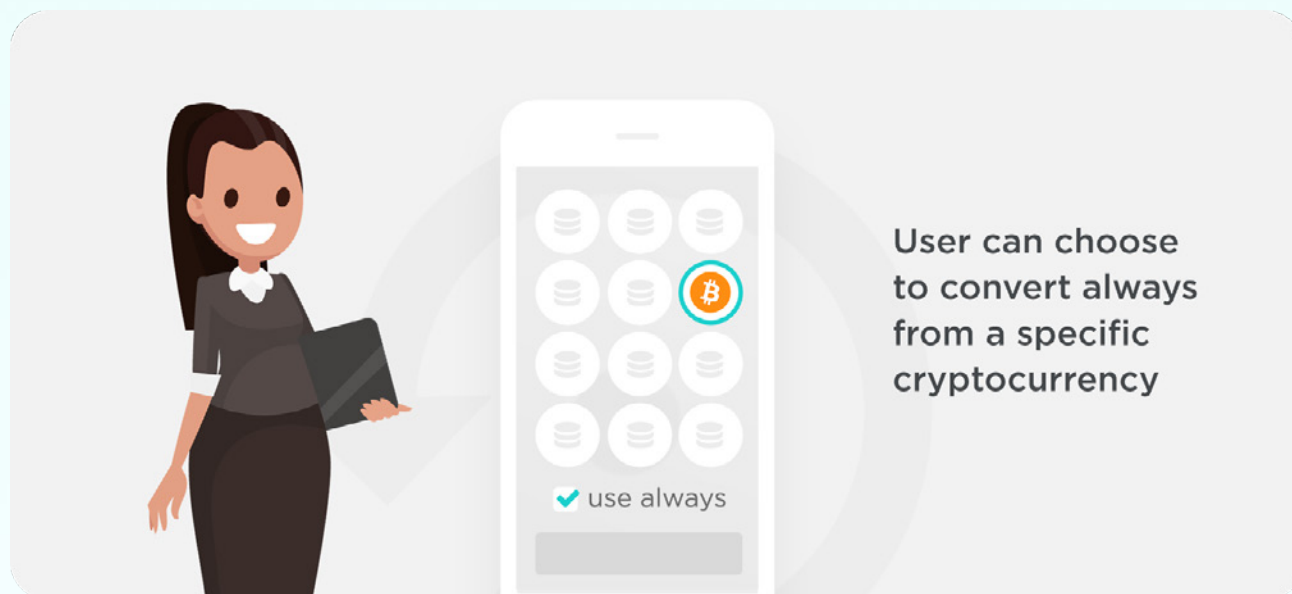 use always
User can choose
to convert always
from a specific
cryptocurrency